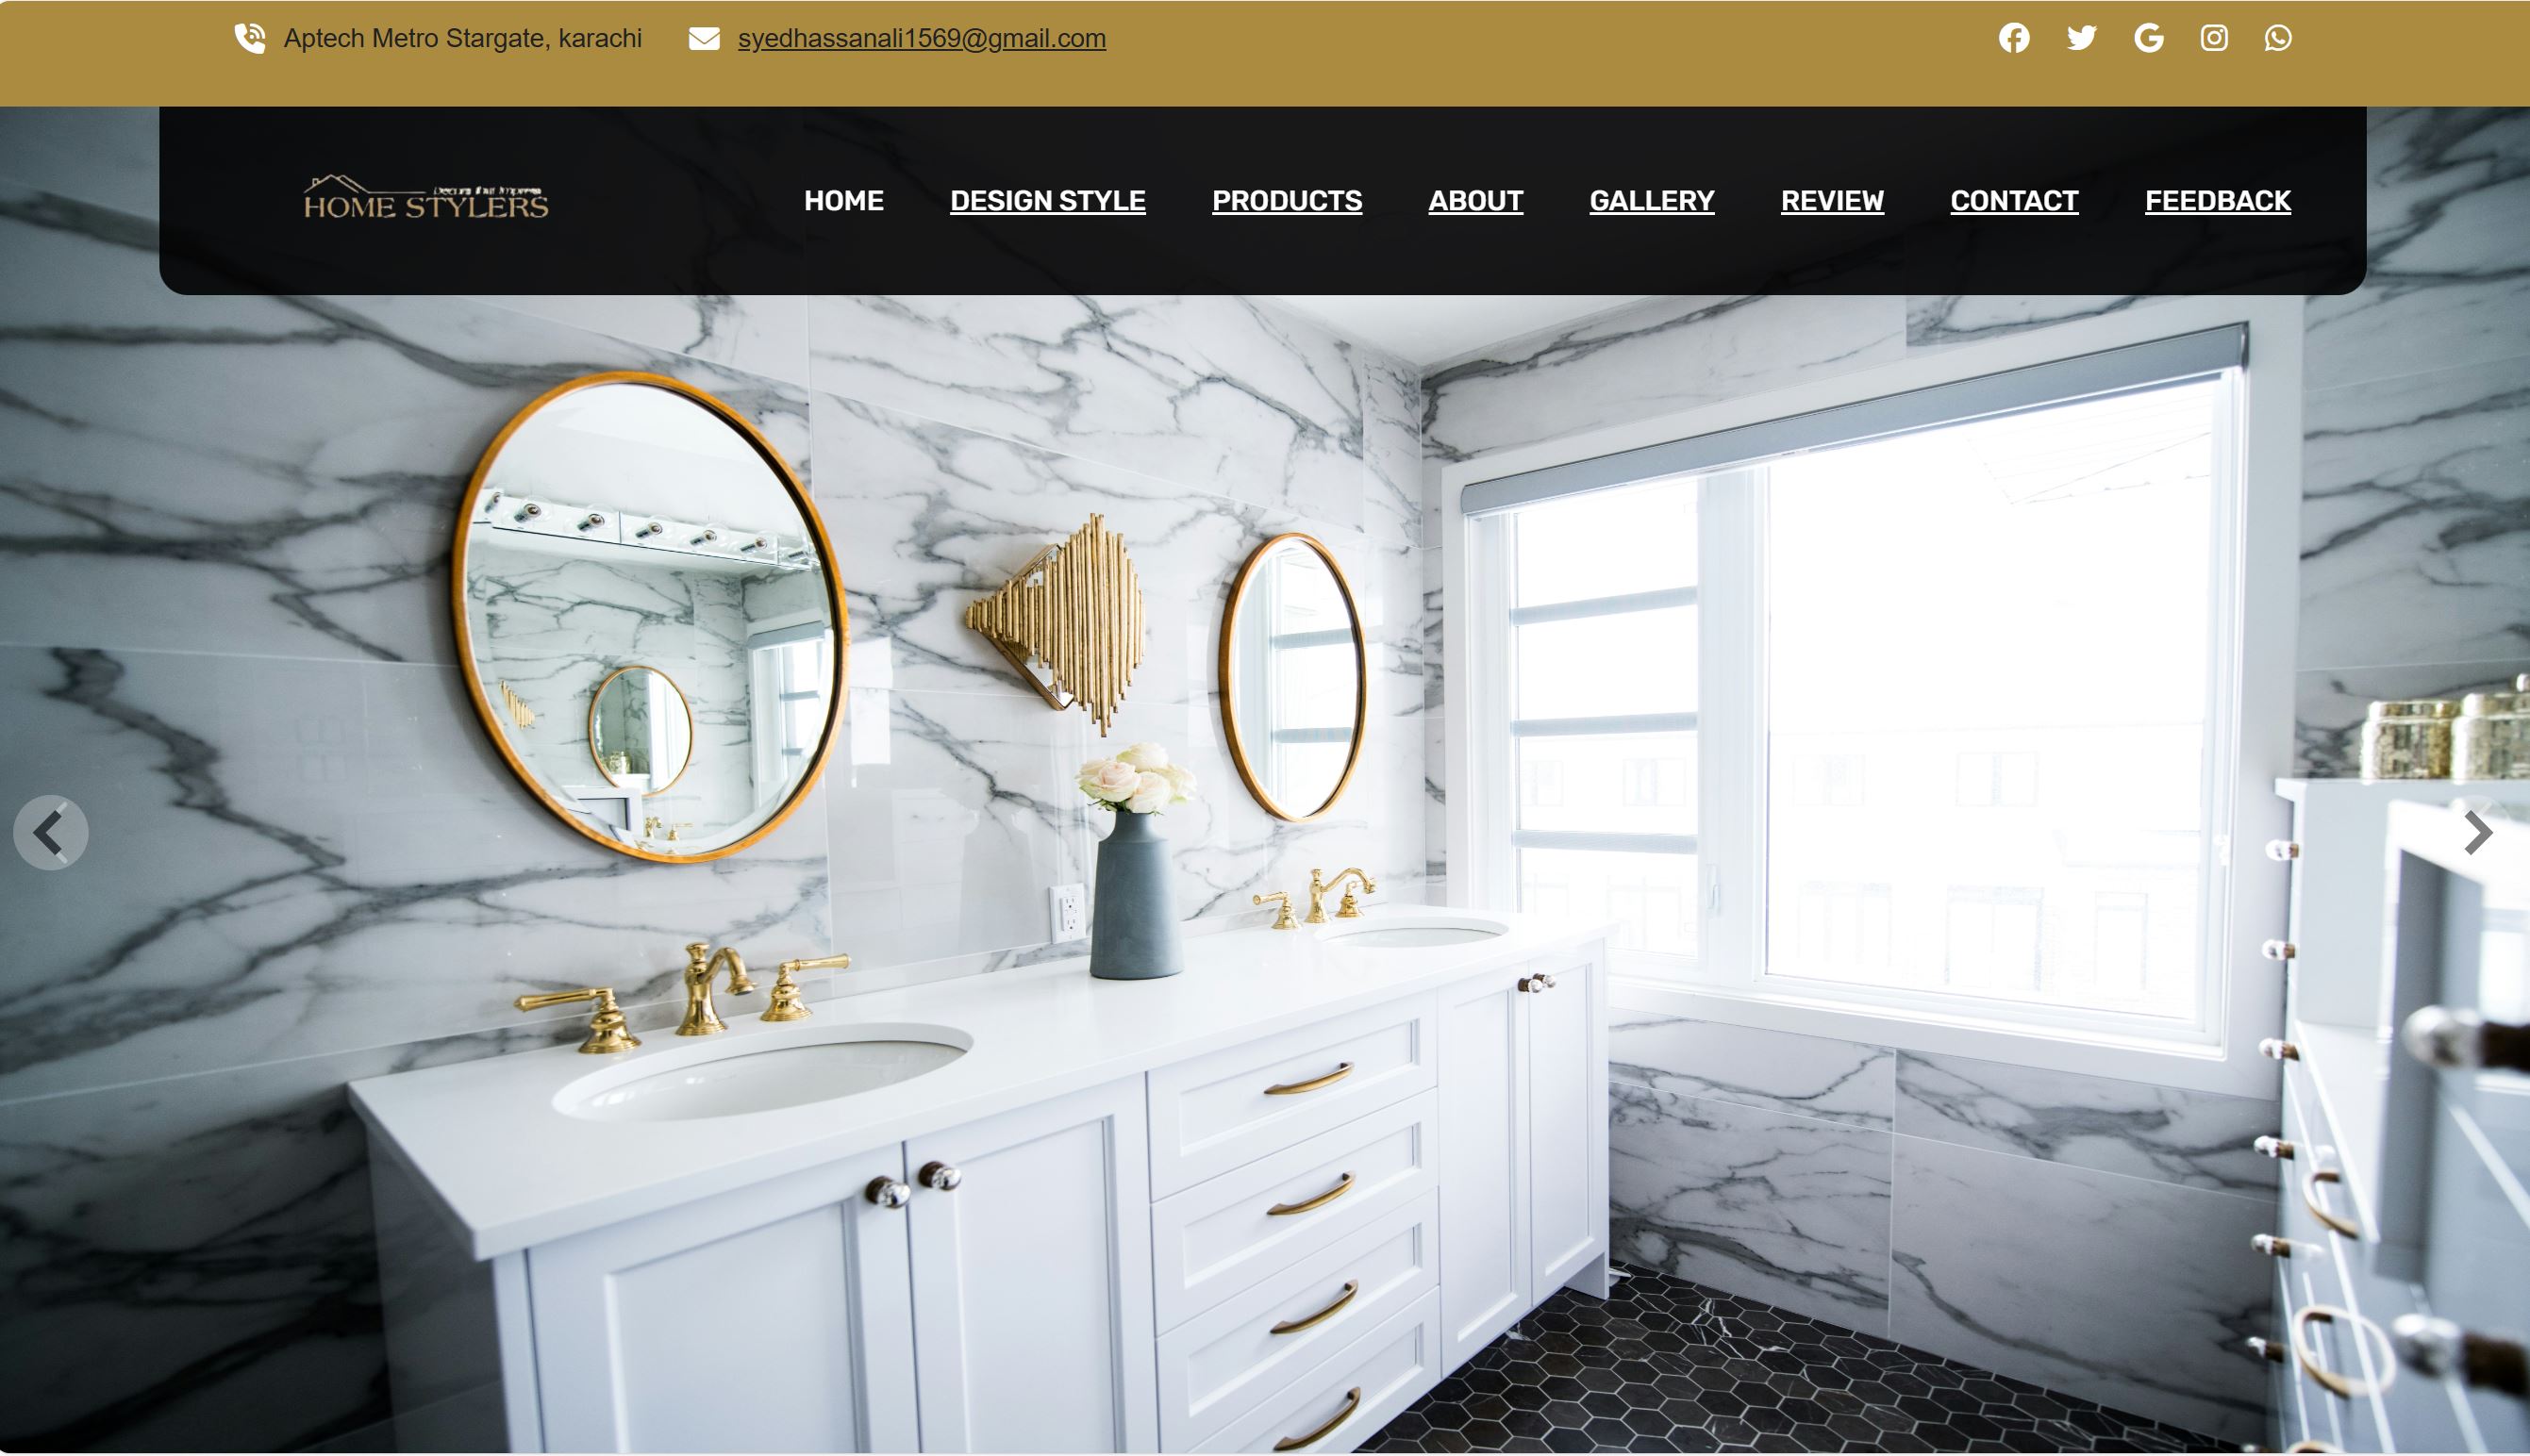 Aptech Metro Stargate, karachi
syedhassanali1569@gmail.com
Decors that Impress
HOME STYLERS
HOME
DESIGN STYLE
PRODUCTS
ABOUT
GALLERY
REVIEW
CONTACT
FEEDBACK